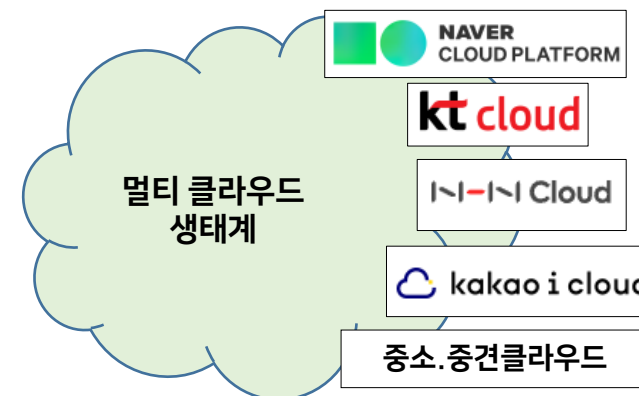 NAVER
CLOUD PLATFORM
kt cloud
NHN Cloud
멀티 클라우드
생태계
kakao i cloud
중소.중견클라우드